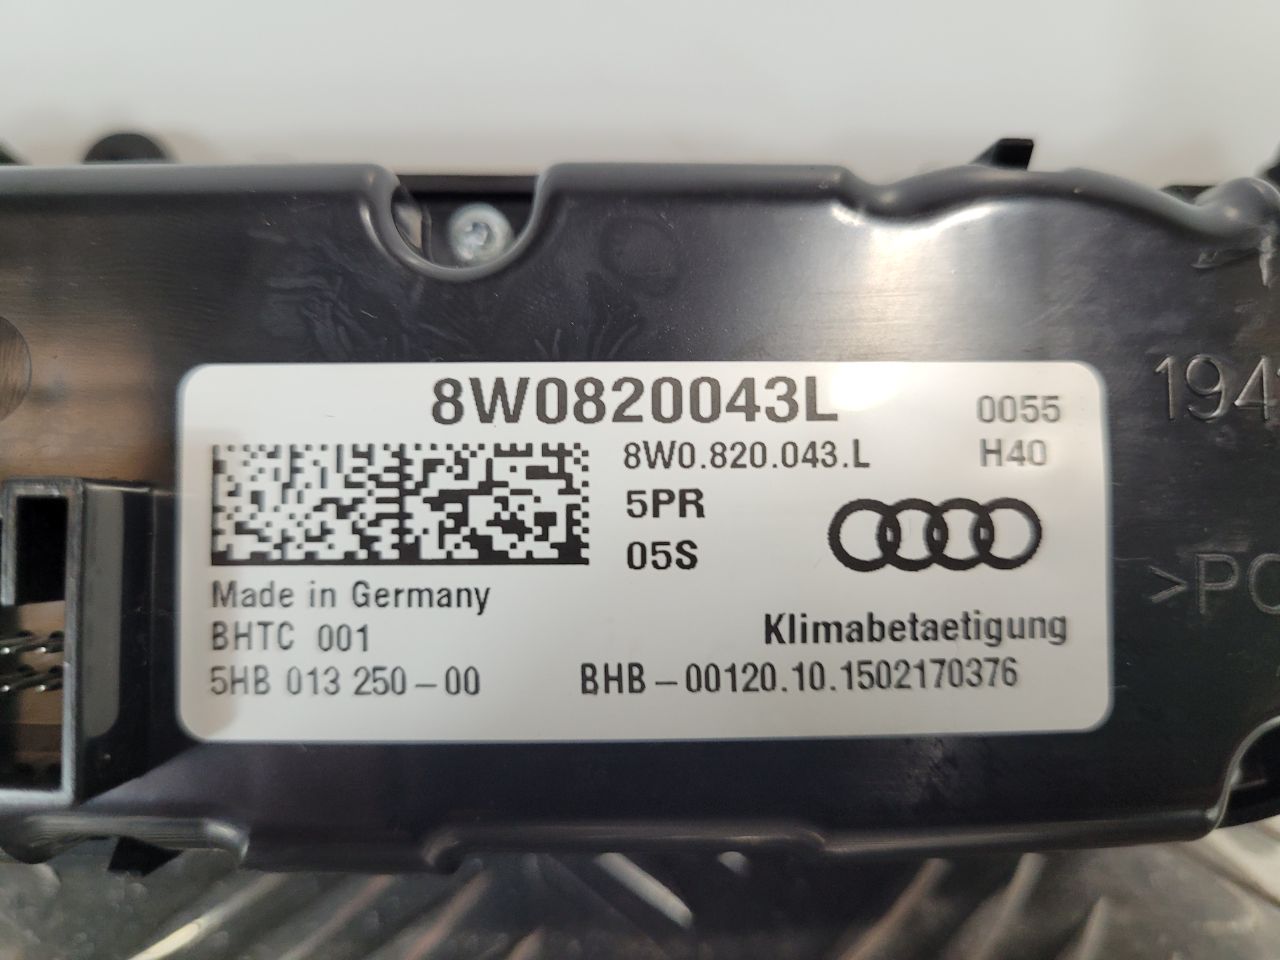 8W0820043L 0055
8W0.820.043.L H40
5PR
05S
Made in Germany
BHTC 001 Klimabetaetigung
5HB 013 250-00 BHB-00120.10.1502170376
>PC